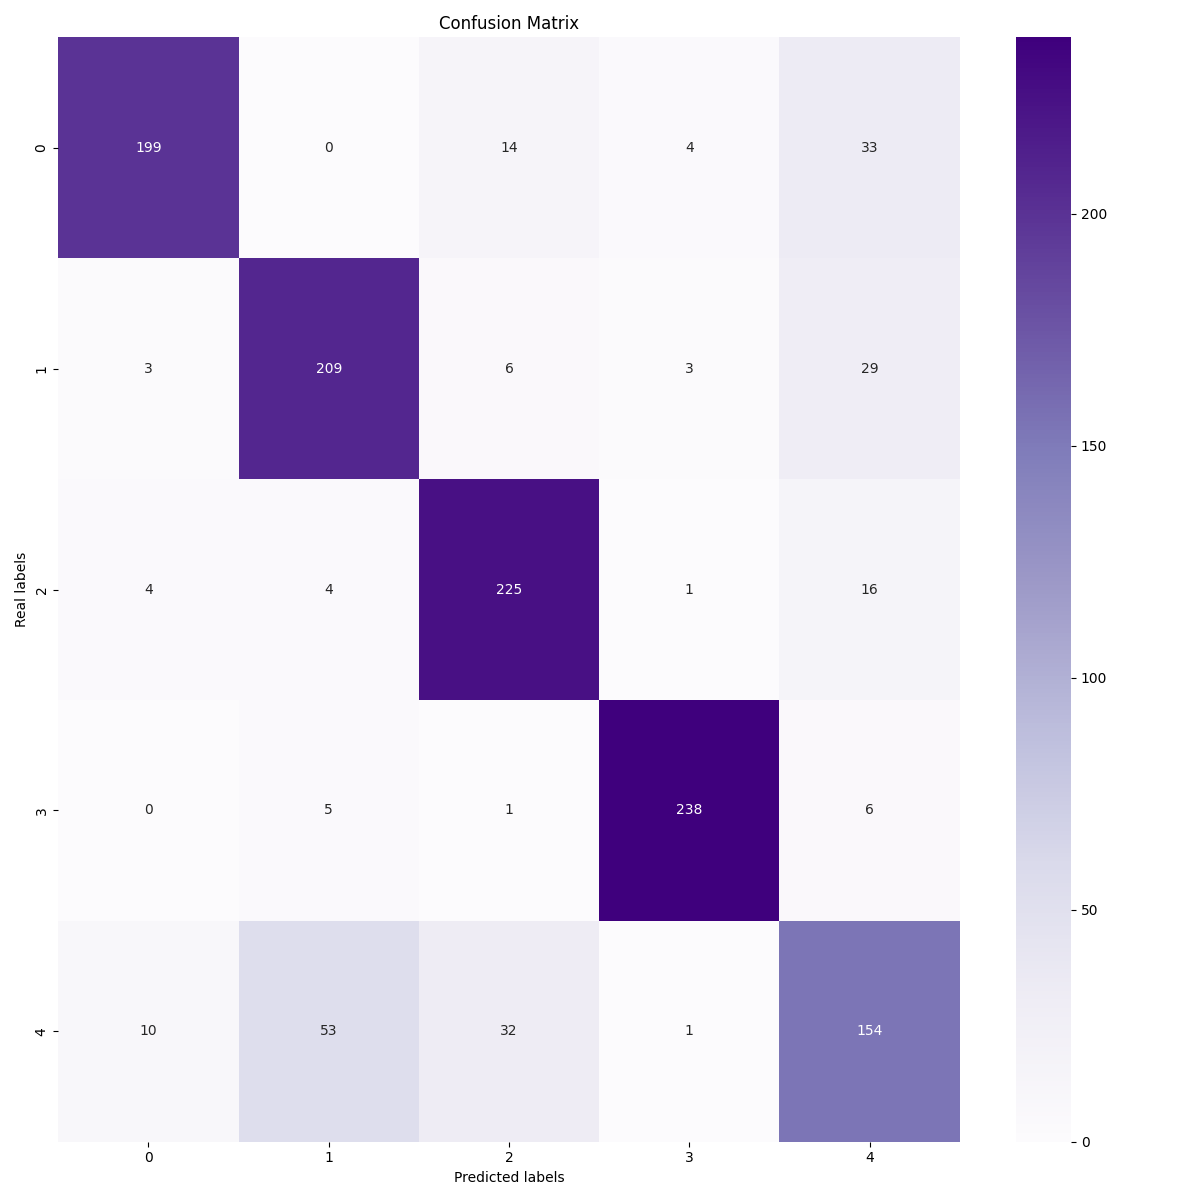 Confusion Matrix
0 199 0 14 4 33
1 3 209 6 3 29
2 4 4 225 1 16
3 0 5 1 238 6
4 10 53 32 1 154
Real labels
0 1 2 3 4
Predicted labels
200
150
100
50
0